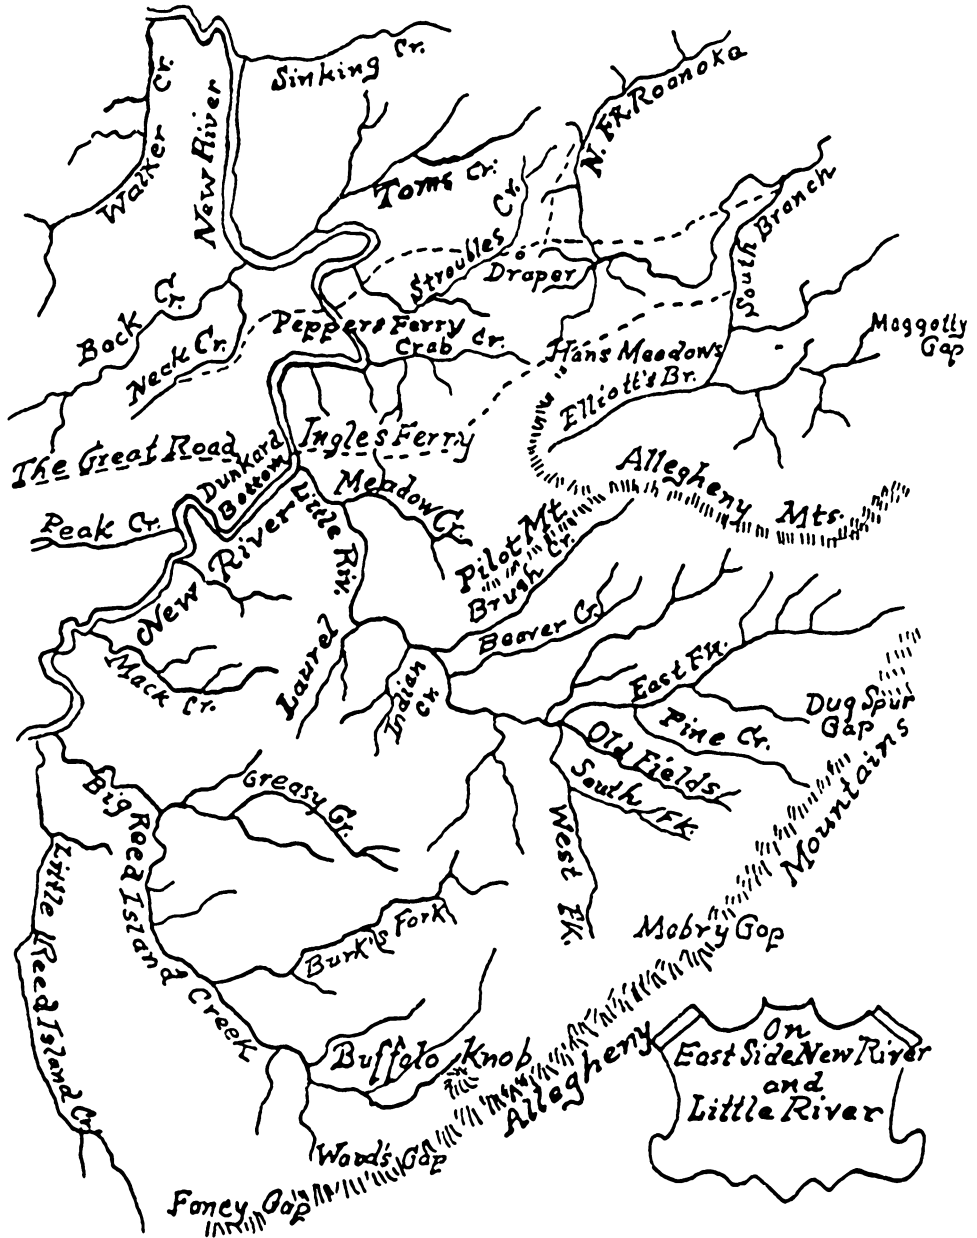 Sinking Cr.
Walker Cr.
New River
N. Fk Roanoke
Toms Cr.
Stroubles Cr.
South Branch
Draper
Back Cr.
Neck Cr.
Peppers Ferry
Crab Cr.
Hans Meadows
Elliott's Br.
Maggotty
Gap
The Great Road
Ingles Ferry
Dunkard
Bottom
Allegheny Mts.
Peak Cr.
Little Riv.
Meadow Cr.
Pilot Mt
Brush Cr.
New River
Beaver Cr.
Mack Cr.
Laurel
Indian
Cr.
East Fk.
Dug Spur
Gap
Pine Cr.
Old Fields
South Fk.
West Fk.
Big Reed Island Creek
Greasy Cr.
Little Reed Island Cr.
Burk's Fork
Mabry Gap
Allegheny Mountains
Buffalo Knob
Wards Gap
Fancy Gap
On
East Side New River
and
Little River